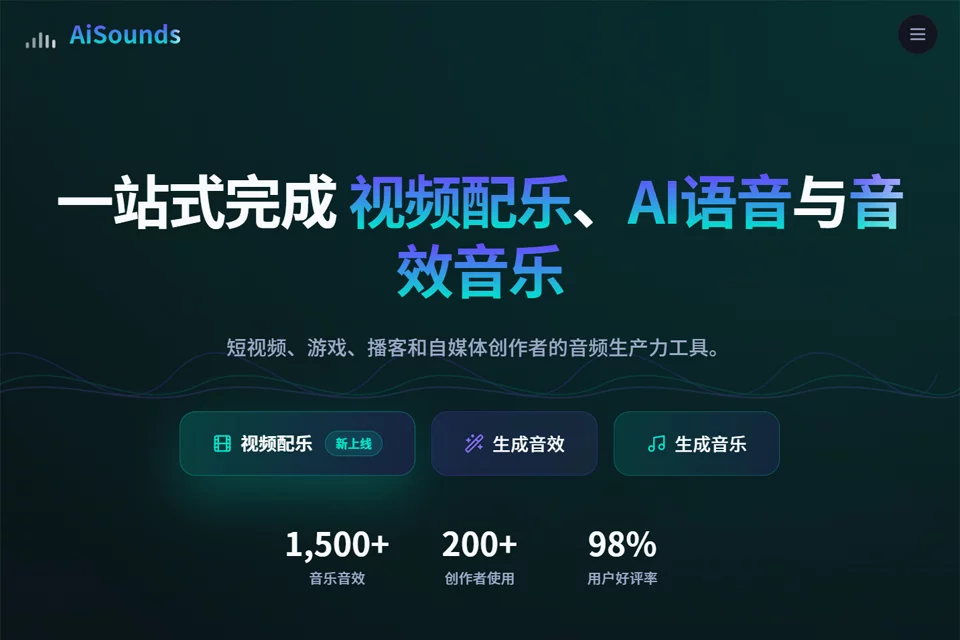 AiSounds
一站式完成 视频配乐、AI语音与音
效音乐
短视频、游戏、播客和自媒体创作者的音频生产力工具。
视频配乐 新上线 生成音效 生成音乐
1,500+ 200+ 98%
音乐音效 创作者使用 用户好评率